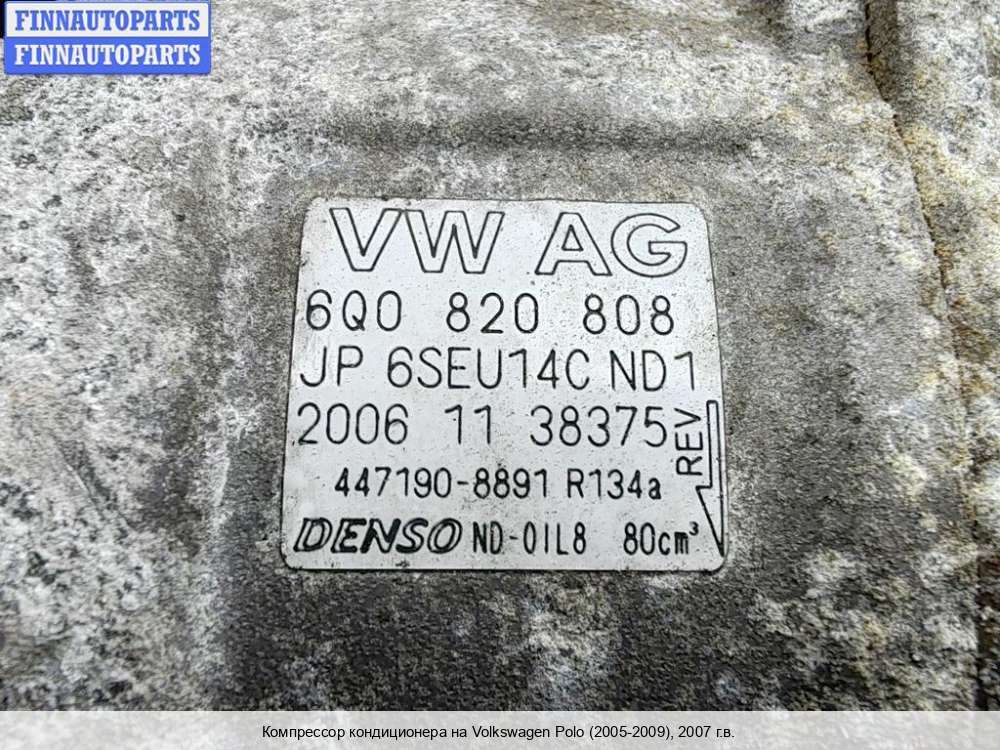 FINNAUTOPARTS
FINNAUTOPARTS
VW AG
6Q0 820 808
JP 6SEU14C ND1
2006 11 38375
REV
447190-8891 R134a
DENSO ND-OIL8 80cm³
Компрессор кондиционера на Volkswagen Polo (2005-2009), 2007 г.в.